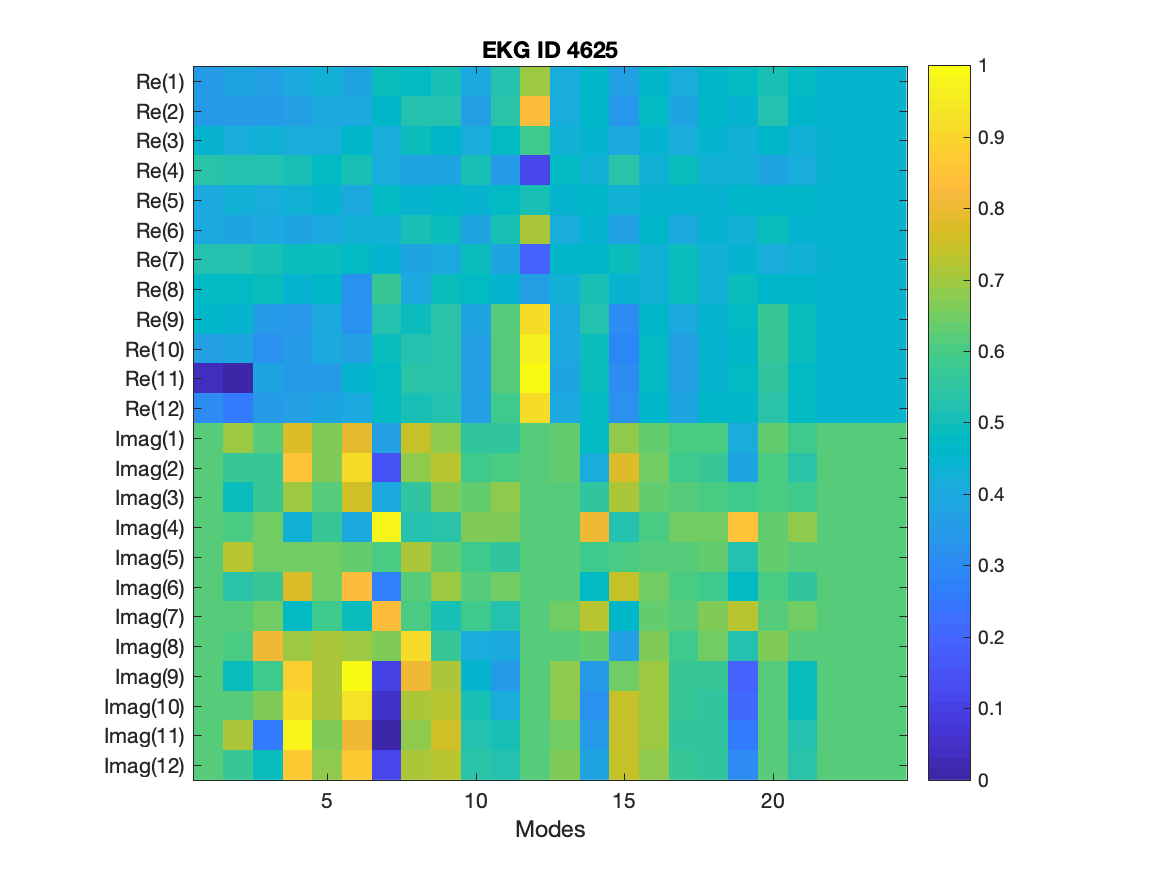 EKG ID 4625
Re(1)
Re(2)
Re(3)
Re(4)
Re(5)
Re(6)
Re(7)
Re(8)
Re(9)
Re(10)
Re(11)
Re(12)
Imag(1)
Imag(2)
Imag(3)
Imag(4)
Imag(5)
Imag(6)
Imag(7)
Imag(8)
Imag(9)
Imag(10)
Imag(11)
Imag(12)
5 10 15 20
Modes
1
0.9
0.8
0.7
0.6
0.5
0.4
0.3
0.2
0.1
0